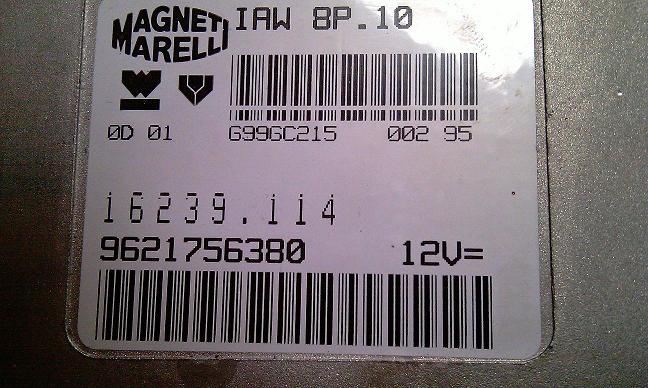 MAGNETI
MARELLI
IAW 8P.10
0D 01 G996C215 002 95
16239.114
9621756380 12V=